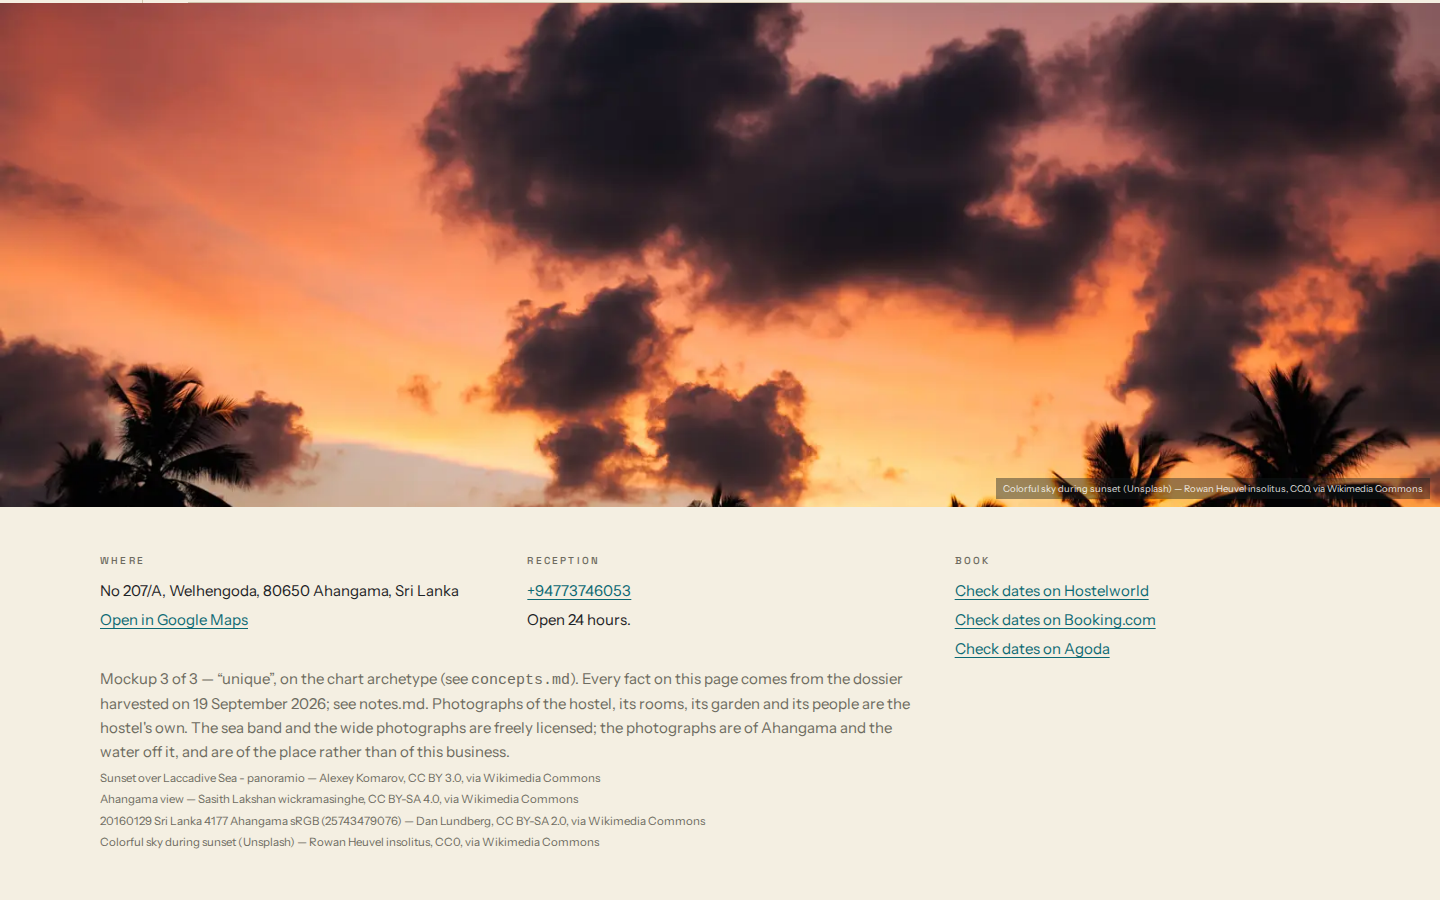 Colorful sky during sunset (Unsplash) — Rowan Heuvel insolitus, CC0, via Wikimedia Commons
WHERE
No 207/A, Welhengoda, 80650 Ahangama, Sri Lanka
Open in Google Maps
RECEPTION
+94773746053
Open 24 hours.
BOOK
Check dates on Hostelworld
Check dates on Booking.com
Check dates on Agoda
Mockup 3 of 3 — “unique”, on the chart archetype (see concepts.md). Every fact on this page comes from the dossier
harvested on 19 September 2026; see notes.md. Photographs of the hostel, its rooms, its garden and its people are the
hostel's own. The sea band and the wide photographs are freely licensed; the photographs are of Ahangama and the
water off it, and are of the place rather than of this business.
Sunset over Laccadive Sea - panoramio — Alexey Komarov, CC BY 3.0, via Wikimedia Commons
Ahangama view — Sasith Lakshan wickramasinghe, CC BY-SA 4.0, via Wikimedia Commons
20160129 Sri Lanka 4177 Ahangama sRGB (25743479076) — Dan Lundberg, CC BY-SA 2.0, via Wikimedia Commons
Colorful sky during sunset (Unsplash) — Rowan Heuvel insolitus, CC0, via Wikimedia Commons